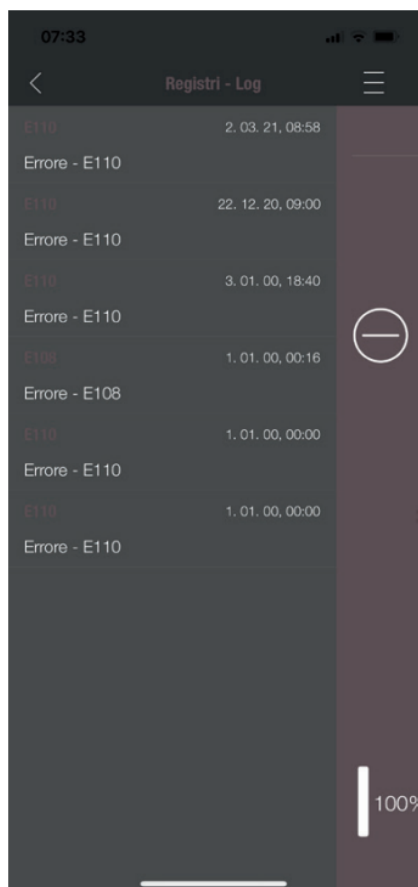 07:33
Registri - Log
E110
2. 03. 21, 08:58
Errore - E110
E110
22. 12. 20, 09:00
Errore - E110
E110
3. 01. 00, 18:40
Errore - E110
E108
1. 01. 00, 00:16
Errore - E108
E110
1. 01. 00, 00:00
Errore - E110
E110
1. 01. 00, 00:00
Errore - E110
100%